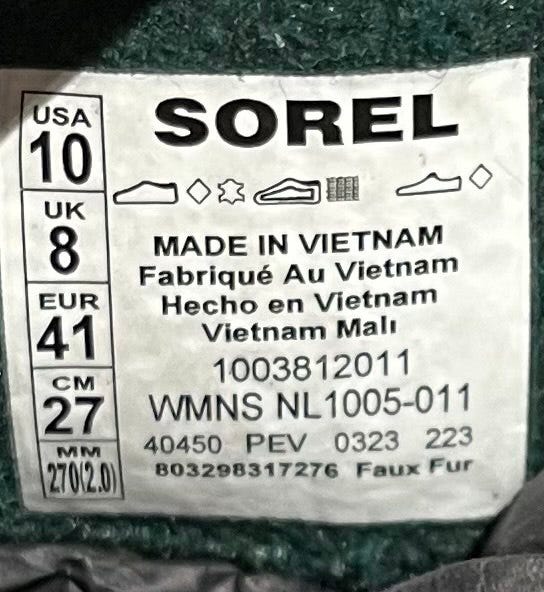 USA
10
UK
8
EUR
41
CM
27
MM
270(2.0)
SOREL
MADE IN VIETNAM
Fabriqué Au Vietnam
Hecho en Vietnam
Vietnam Malı
1003812011
WMNS NL1005-011
40450 PEV 0323 223
803298317276 Faux Fur